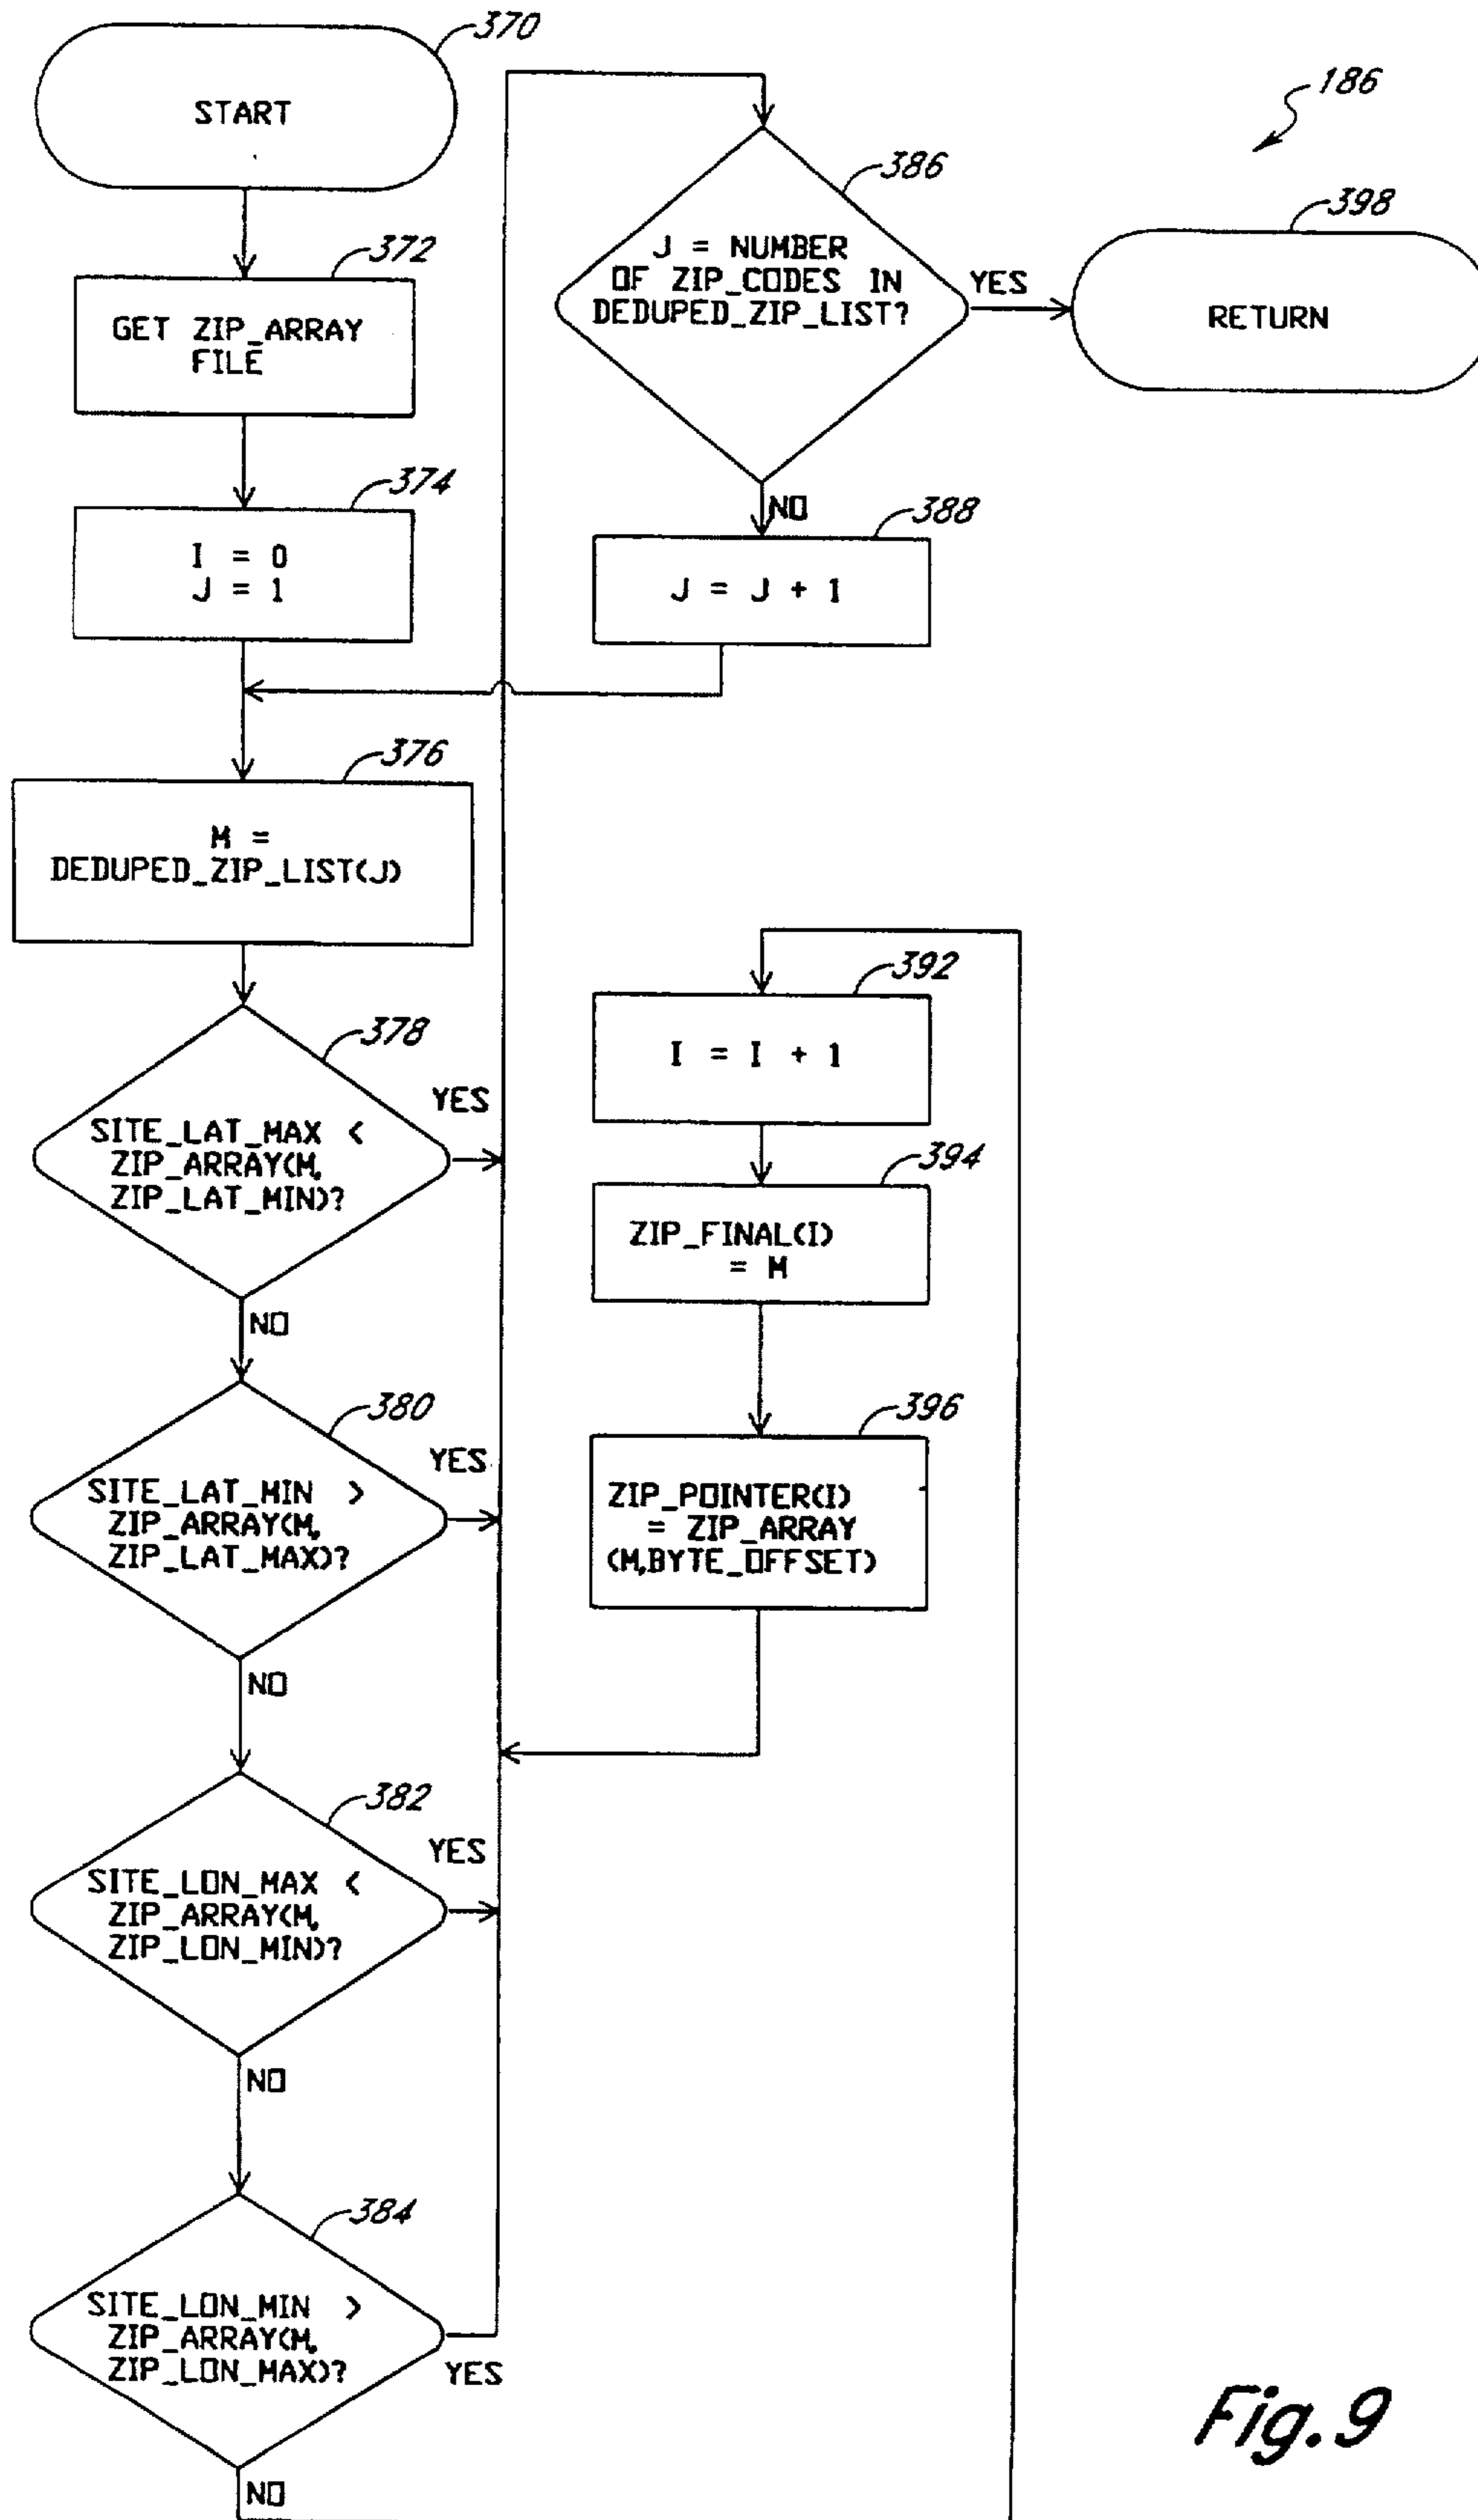 370
START
372
GET ZIP_ARRAY
FILE
374
I = 0
J = 1
376
M =
DEDUPED_ZIP_LIST(J)
378
YES
SITE_LAT_MAX <
ZIP_ARRAY(M,
ZIP_LAT_MIN)?
NO
380
YES
SITE_LAT_MIN >
ZIP_ARRAY(M,
ZIP_LAT_MAX)?
NO
382
YES
SITE_LON_MAX <
ZIP_ARRAY(M,
ZIP_LON_MIN)?
NO
384
SITE_LON_MIN >
ZIP_ARRAY(M,
ZIP_LON_MAX)?
YES
NO
386
J = NUMBER
OF ZIP_CODES IN
DEDUPED_ZIP_LIST?
YES
NO
388
J = J + 1
392
I = I + 1
394
ZIP_FINAL(I)
= M
396
ZIP_POINTER(I)
= ZIP_ARRAY
(M,BYTE_OFFSET)
186
398
RETURN
Fig. 9